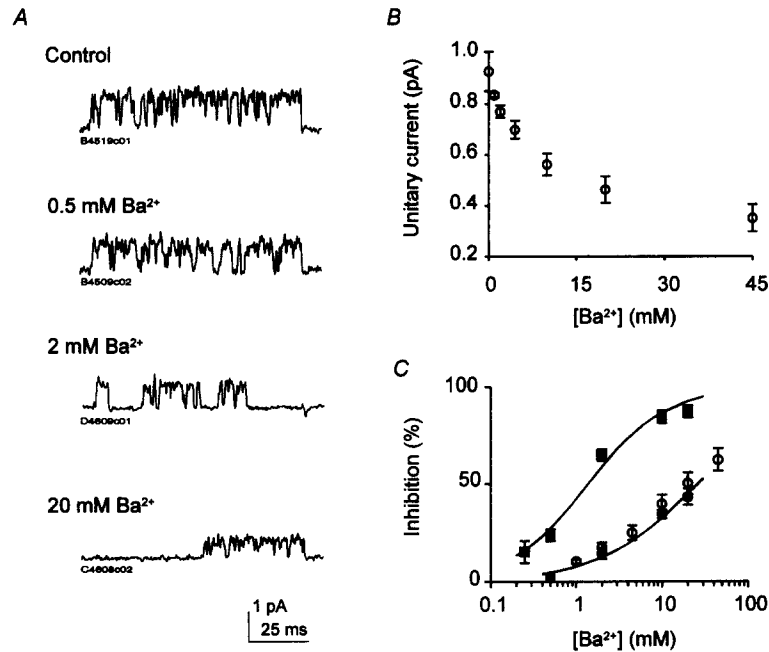 A
Control
B4519c01
0.5 mM Ba²⁺
B4509c02
2 mM Ba²⁺
D4609c01
20 mM Ba²⁺
C4608c02
1 pA
25 ms
B
Unitary current (pA)
1.0
0.8
0.6
0.4
0.2
0 15 30 45
[Ba²⁺] (mM)
C
Inhibition (%)
100
50
0
0.1 1 10 100
[Ba²⁺] (mM)